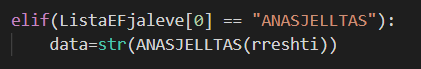 elif(ListaEFjaleve[0] == "ANASJELLTAS"):
    data=str(ANASJELLTAS(rreshti))